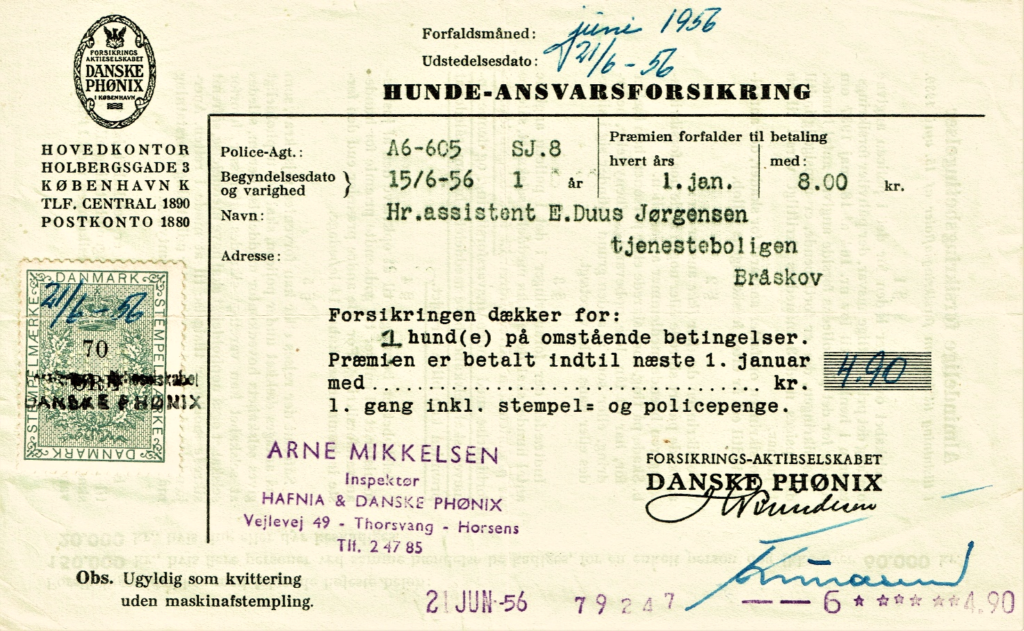 FORSIKRINGS
AKTIESELSKABET
DANSKE
PHØNIX
I KØBENHAVN
HOVEDKONTOR
HOLBERGSGADE 3
KØBENHAVN K
TLF. CENTRAL 1890
POSTKONTO 1880
Forfaldsmåned: juni 1956
Udstedelsesdato: 21/6-56
HUNDE-ANSVARSFORSIKRING
Police-Agt.: A6-605 SJ.8
Begyndelsesdato og varighed } 15/6-56 1 år
Præmien forfalder til betaling
hvert års 1.jan. med: 8.00 kr.
Navn: Hr.assistent E.Duus Jørgensen
Adresse: tjenesteboligen
Bråskov
DANMARK
STEMPELMÆRKE
STEMPELMÆRKE
21/6-56
70
ØRE
DANSKE PHØNIX
DANMARK
Forsikringen dækker for:
1 hund(e) på omstående betingelser.
Præmien er betalt indtil næste 1. januar
med.................................. kr. 4.90
1. gang inkl. stempel= og policepenge.
ARNE MIKKELSEN
Inspektør
HAFNIA & DANSKE PHØNIX
Vejlevej 49 - Thorsvang - Horsens
Tlf. 2 47 85
FORSIKRINGS-AKTIESELSKABET
DANSKE PHØNIX
Obs. Ugyldig som kvittering
uden maskinafstempling.
21 JUN-56 79247 ——6 * ***** **4.90